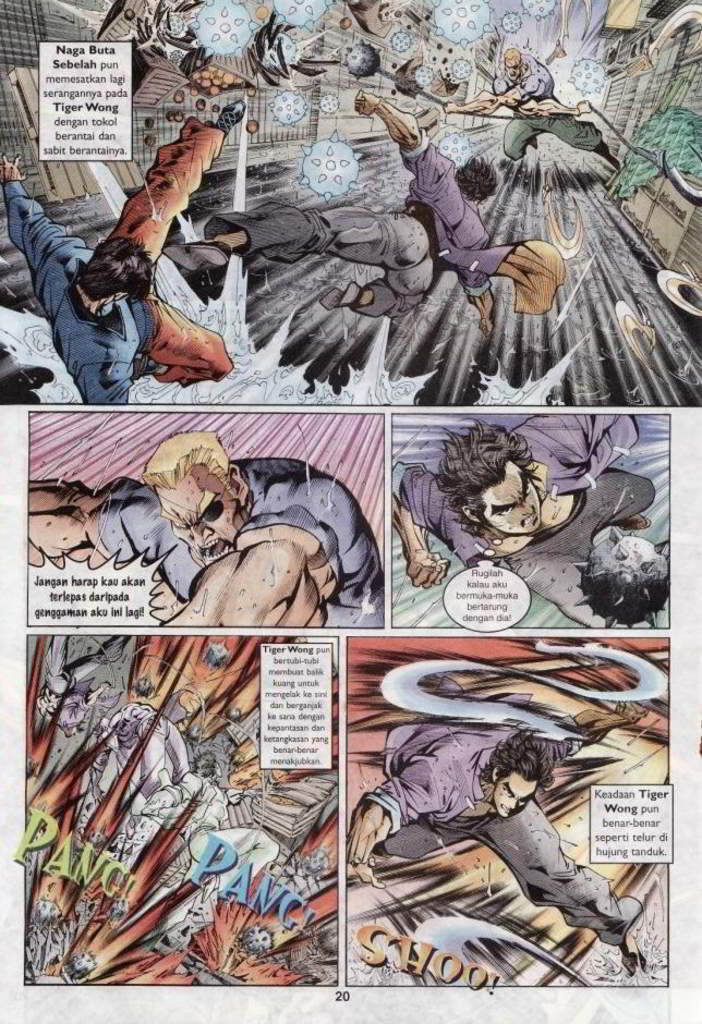 Naga Buta
Sebelah pun
memesatkan lagi
serangannya pada
Tiger Wong
dengan tokol
berantai dan
sabit berantainya.
Jangan harap kau akan
terlepas daripada
genggaman aku ini lagi!
Rugilah
kalau aku
bermuka-muka
bertarung
dengan dia!
Tiger Wong pun
bertubi-tubi
membuat balik
kuang untuk
mengelak ke sini
dan berganjak
ke sana dengan
kepantasan dan
ketangkasan yang
benar-benar
menakjubkan.
PANG!
PANG!
Keadaan Tiger
Wong pun
benar-benar
seperti telur di
hujung tanduk.
SHOO!
20